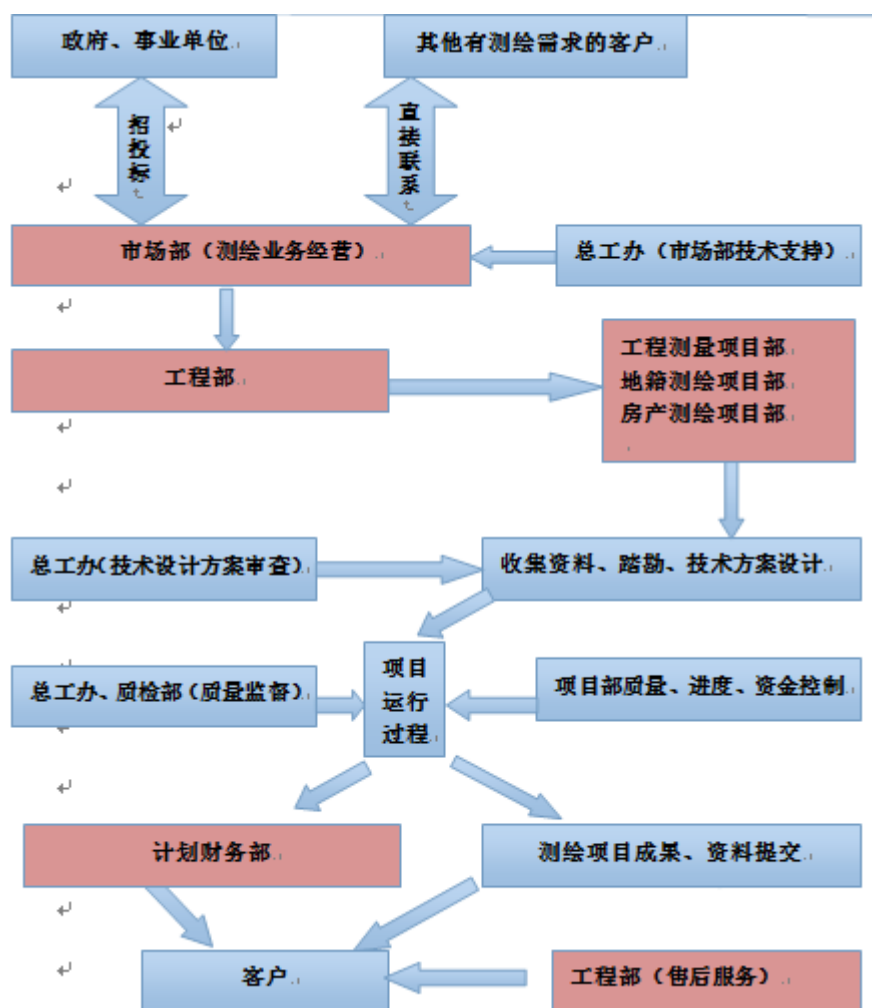 政府、事业单位
其他有测绘需求的客户
招投标
直接联系
市场部（测绘业务经营）
总工办（市场部技术支持）
工程部
工程测量项目部
地籍测绘项目部
房产测绘项目部
总工办（技术设计方案审查）
收集资料、踏勘、技术方案设计
总工办、质检部（质量监督）
项目
运行
过程
项目部质量、进度、资金控制
计划财务部
测绘项目成果、资料提交
客户
工程部（售后服务）